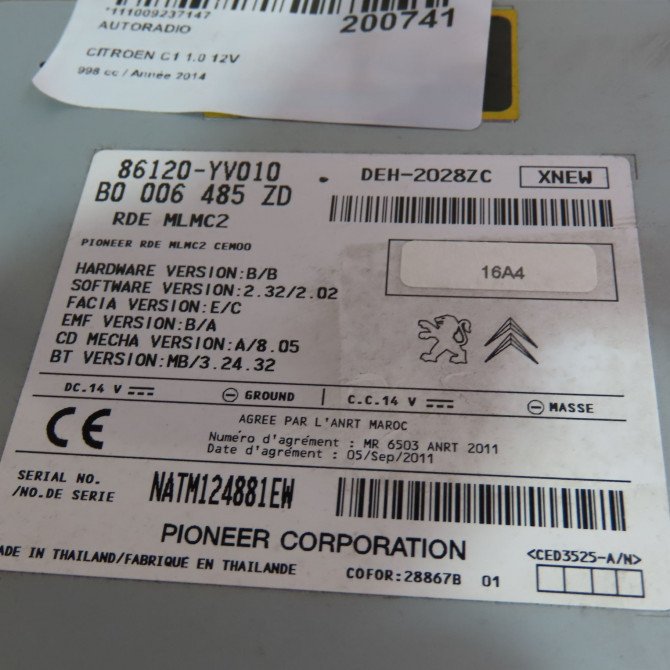 *111009237147
200741
AUTORADIO
CITROEN C1 1.0 12V
998 cc / Année 2014
86120-YV010
DEH-2028ZC
XNEW
B0 006 485 ZD
RDE MLMC2
PIONEER RDE MLMC2 CEM00
16A4
HARDWARE VERSION:B/B
SOFTWARE VERSION:2.32/2.02
FACIA VERSION:E/C
EMF VERSION:B/A
CD MECHA VERSION:A/8.05
BT VERSION:MB/3.24.32
DC.14 V
GROUND
C.C.14 V
MASSE
CE
AGREE PAR L'ANRT MAROC
Numéro d'agrément : MR 6503 ANRT 2011
Date d'agrément : 05/Sep/2011
SERIAL NO.
/NO.DE SERIE
NATM124881EW
PIONEER CORPORATION
ADE IN THAILAND/FABRIQUÉ EN THAILANDE
<CED3525-A/N>
COFOR:28867B 01